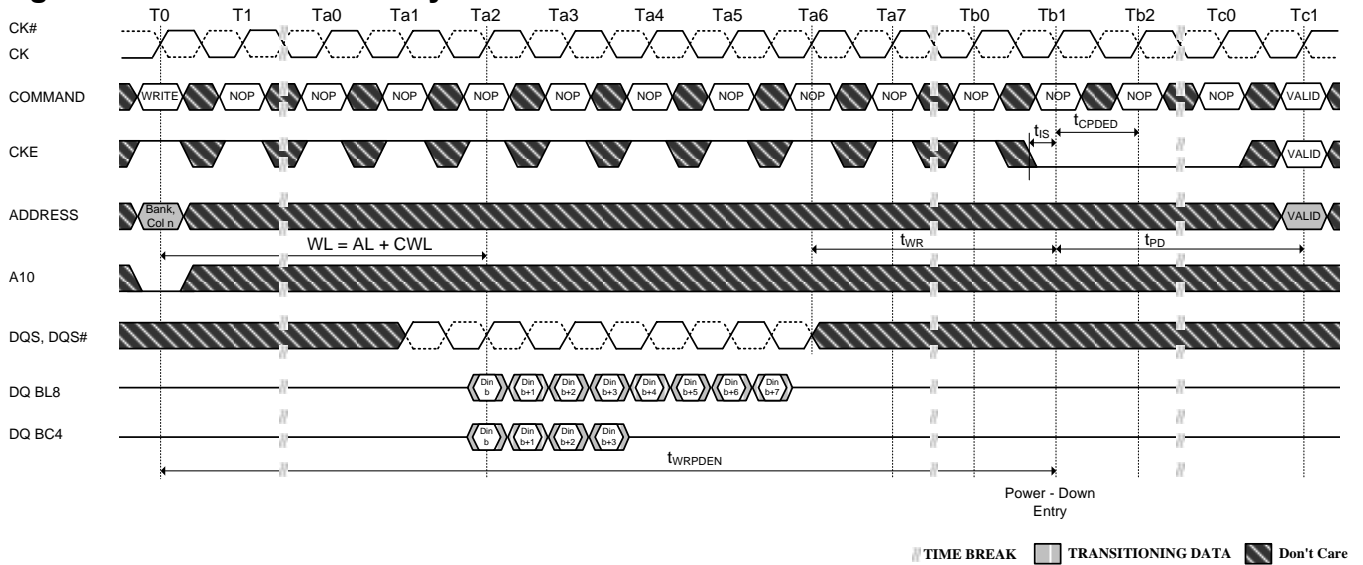 T0 T1 Ta0 Ta1 Ta2 Ta3 Ta4 Ta5 Ta6 Ta7 Tb0 Tb1 Tb2 Tc0 Tc1
CK#
CK
COMMAND WRITE NOP NOP NOP NOP NOP NOP NOP NOP NOP NOP NOP NOP NOP VALID
tIS tCPDED
CKE VALID
ADDRESS Bank, Col n VALID
WL = AL + CWL tWR tPD
A10
DQS, DQS#
DQ BL8 Din b Din b+1 Din b+2 Din b+3 Din b+4 Din b+5 Din b+6 Din b+7
DQ BC4 Din b Din b+1 Din b+2 Din b+3
tWRPDEN
Power - Down
Entry
TIME BREAK TRANSITIONING DATA Don't Care